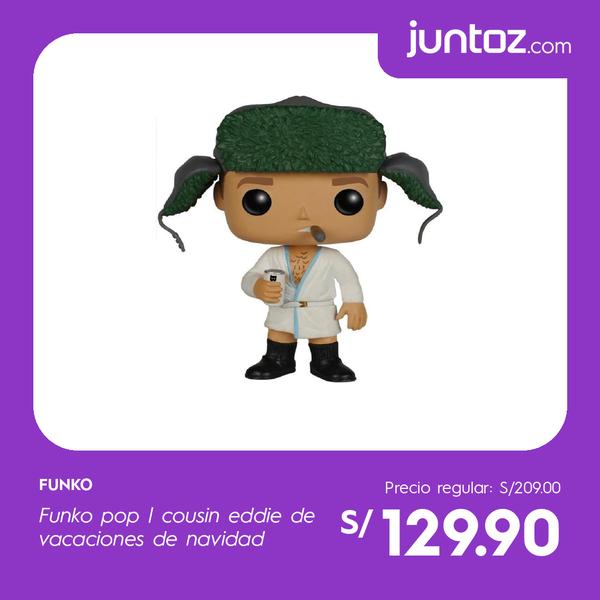 juntoz.com
FUNKO
Funko pop | cousin eddie de
vacaciones de navidad
Precio regular: S/209.00
S/129.90